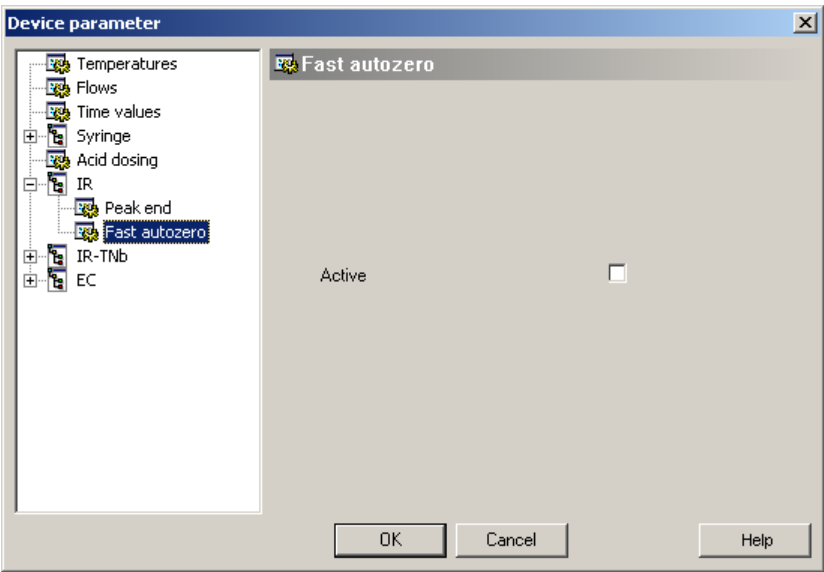 Device parameter
Temperatures
Flows
Time values
Syringe
Acid dosing
IR
Peak end
Fast autozero
IR-TNb
EC
Fast autozero
Active
OK
Cancel
Help